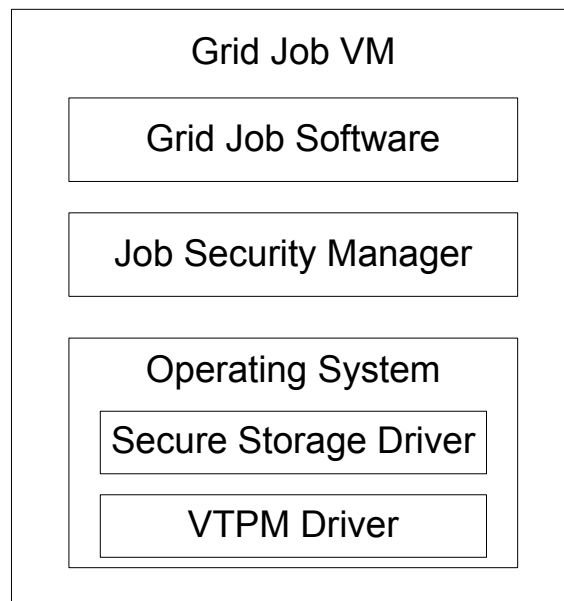 Grid Job VM
Grid Job Software
Job Security Manager
Operating System
Secure Storage Driver
VTPM Driver